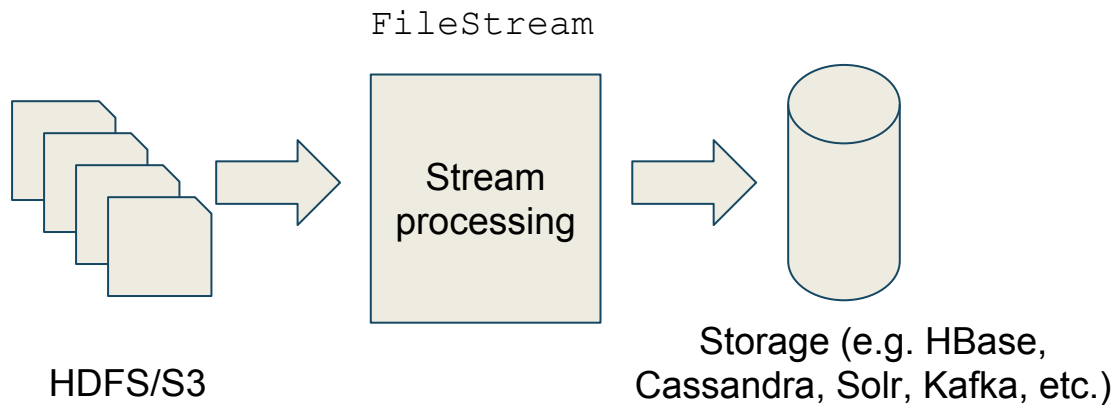 FileStream
Stream
processing
HDFS/S3
Storage (e.g. HBase,
Cassandra, Solr, Kafka, etc.)